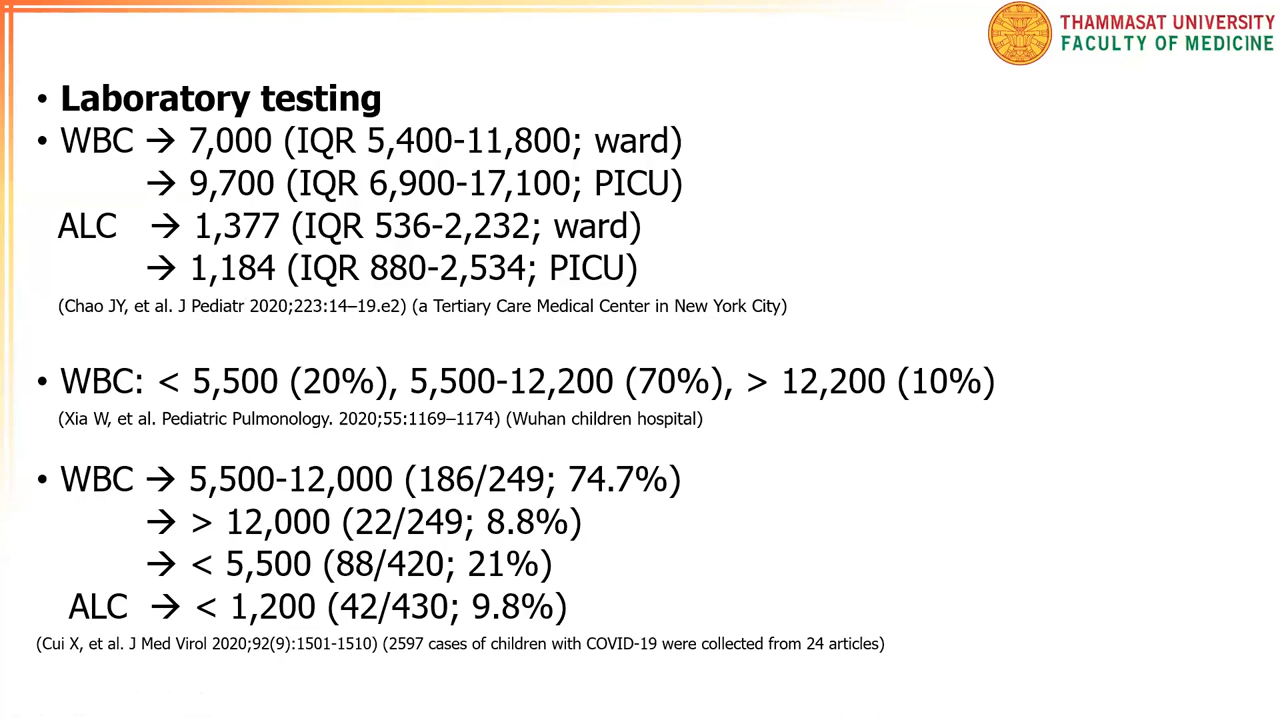 THAMMASAT UNIVERSITY
FACULTY OF MEDICINE
• Laboratory testing
• WBC → 7,000 (IQR 5,400-11,800; ward)
→ 9,700 (IQR 6,900-17,100; PICU)
ALC → 1,377 (IQR 536-2,232; ward)
→ 1,184 (IQR 880-2,534; PICU)
(Chao JY, et al. J Pediatr 2020;223:14–19.e2) (a Tertiary Care Medical Center in New York City)
• WBC: < 5,500 (20%), 5,500-12,200 (70%), > 12,200 (10%)
(Xia W, et al. Pediatric Pulmonology. 2020;55:1169–1174) (Wuhan children hospital)
• WBC → 5,500-12,000 (186/249; 74.7%)
→ > 12,000 (22/249; 8.8%)
→ < 5,500 (88/420; 21%)
ALC → < 1,200 (42/430; 9.8%)
(Cui X, et al. J Med Virol 2020;92(9):1501-1510) (2597 cases of children with COVID-19 were collected from 24 articles)